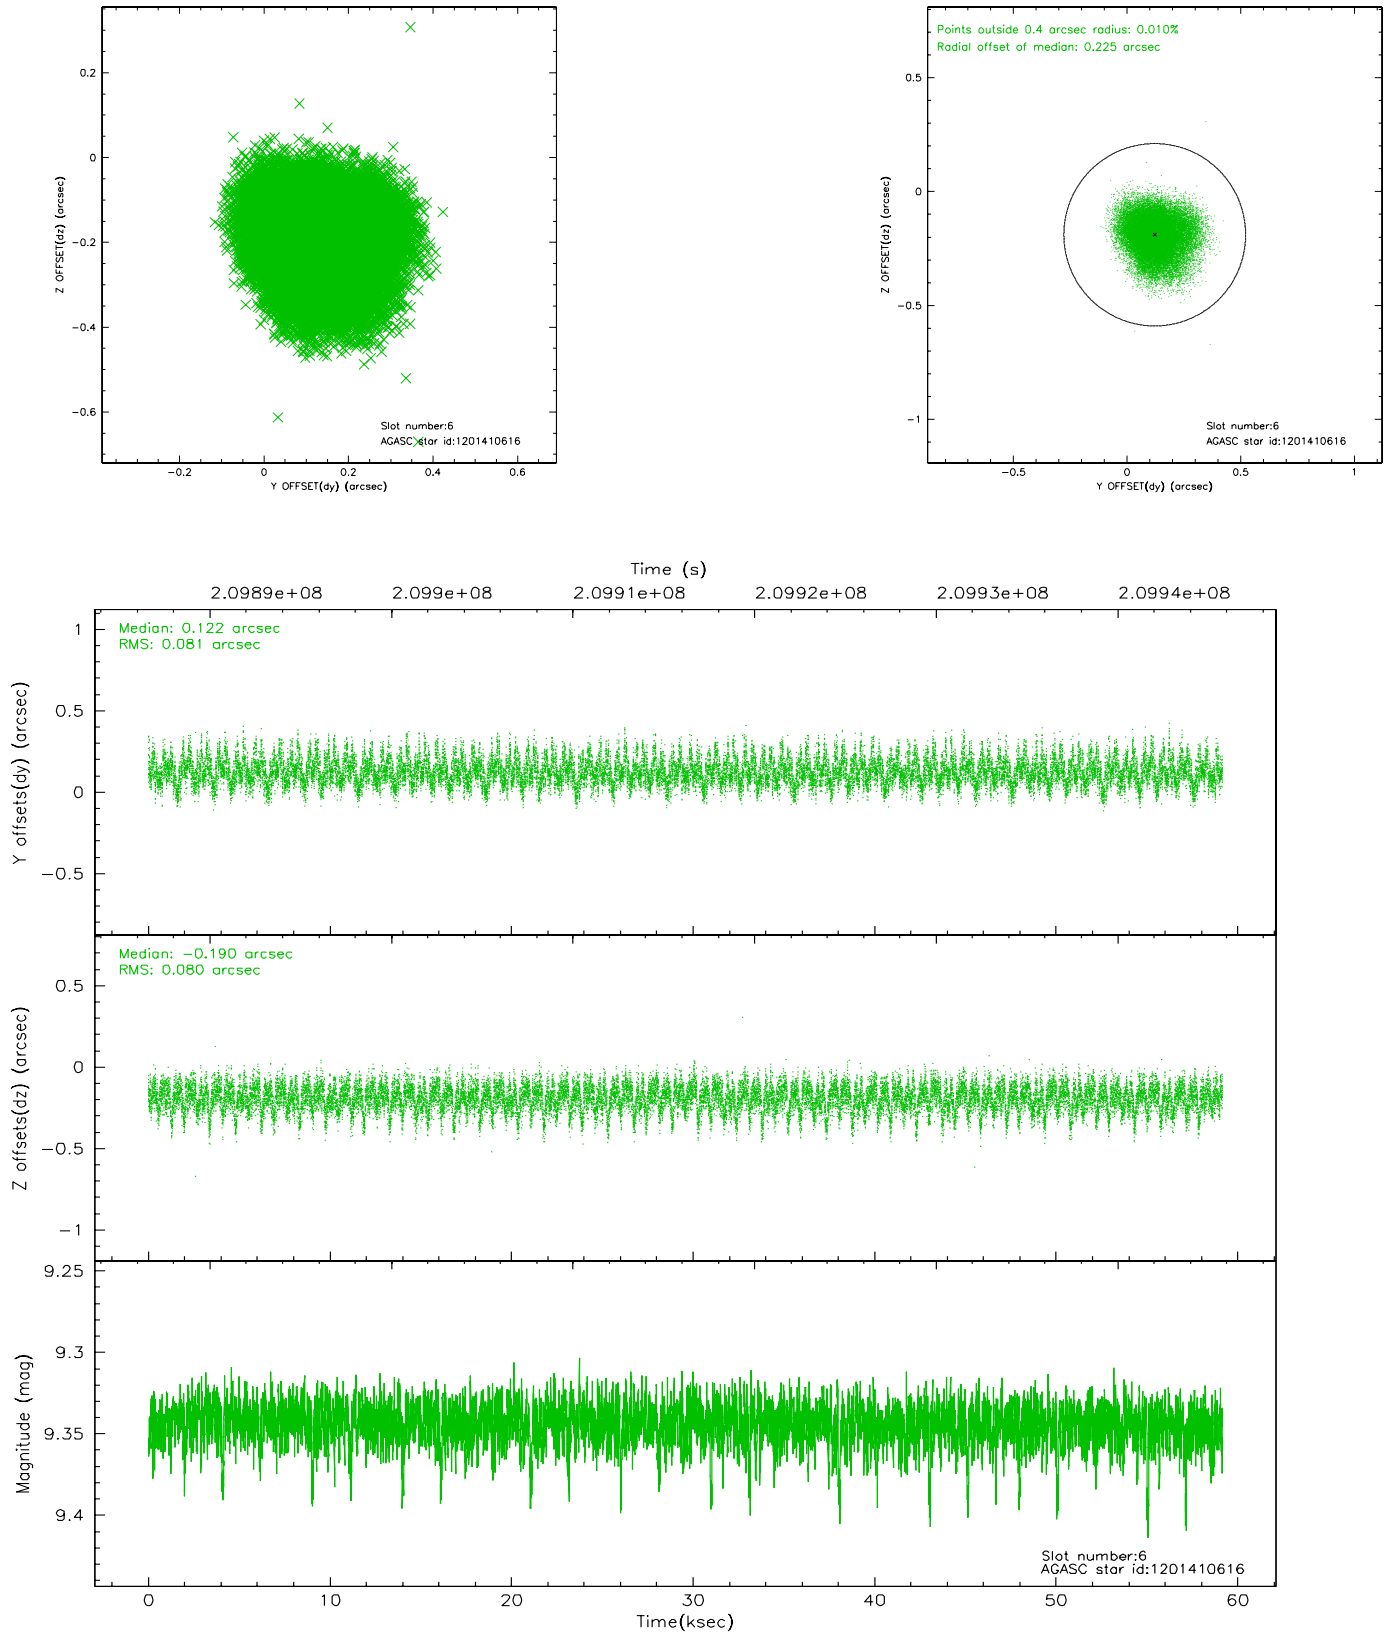 0.2
0
−0.2
−0.4
−0.6
Z OFFSET(dz) (arcsec)
Slot number:6
AGASC star id:1201410616
−0.2 0 0.2 0.4 0.6
Y OFFSET(dy) (arcsec)
Points outside 0.4 arcsec radius: 0.010%
Radial offset of median: 0.225 arcsec
0.5
0
−0.5
−1
Z OFFSET(dz) (arcsec)
Slot number:6
AGASC star id:1201410616
−0.5 0 0.5 1
Y OFFSET(dy) (arcsec)
Time (s)
2.0989e+08 2.099e+08 2.0991e+08 2.0992e+08 2.0993e+08 2.0994e+08
Median: 0.122 arcsec
RMS: 0.081 arcsec
1
0.5
0
−0.5
Y offsets(dy) (arcsec)
Median: −0.190 arcsec
RMS: 0.080 arcsec
0.5
0
−0.5
−1
Z offsets(dz) (arcsec)
9.25
9.3
9.35
9.4
Magnitude (mag)
Slot number:6
AGASC star id:1201410616
0 10 20 30 40 50 60
Time(ksec)